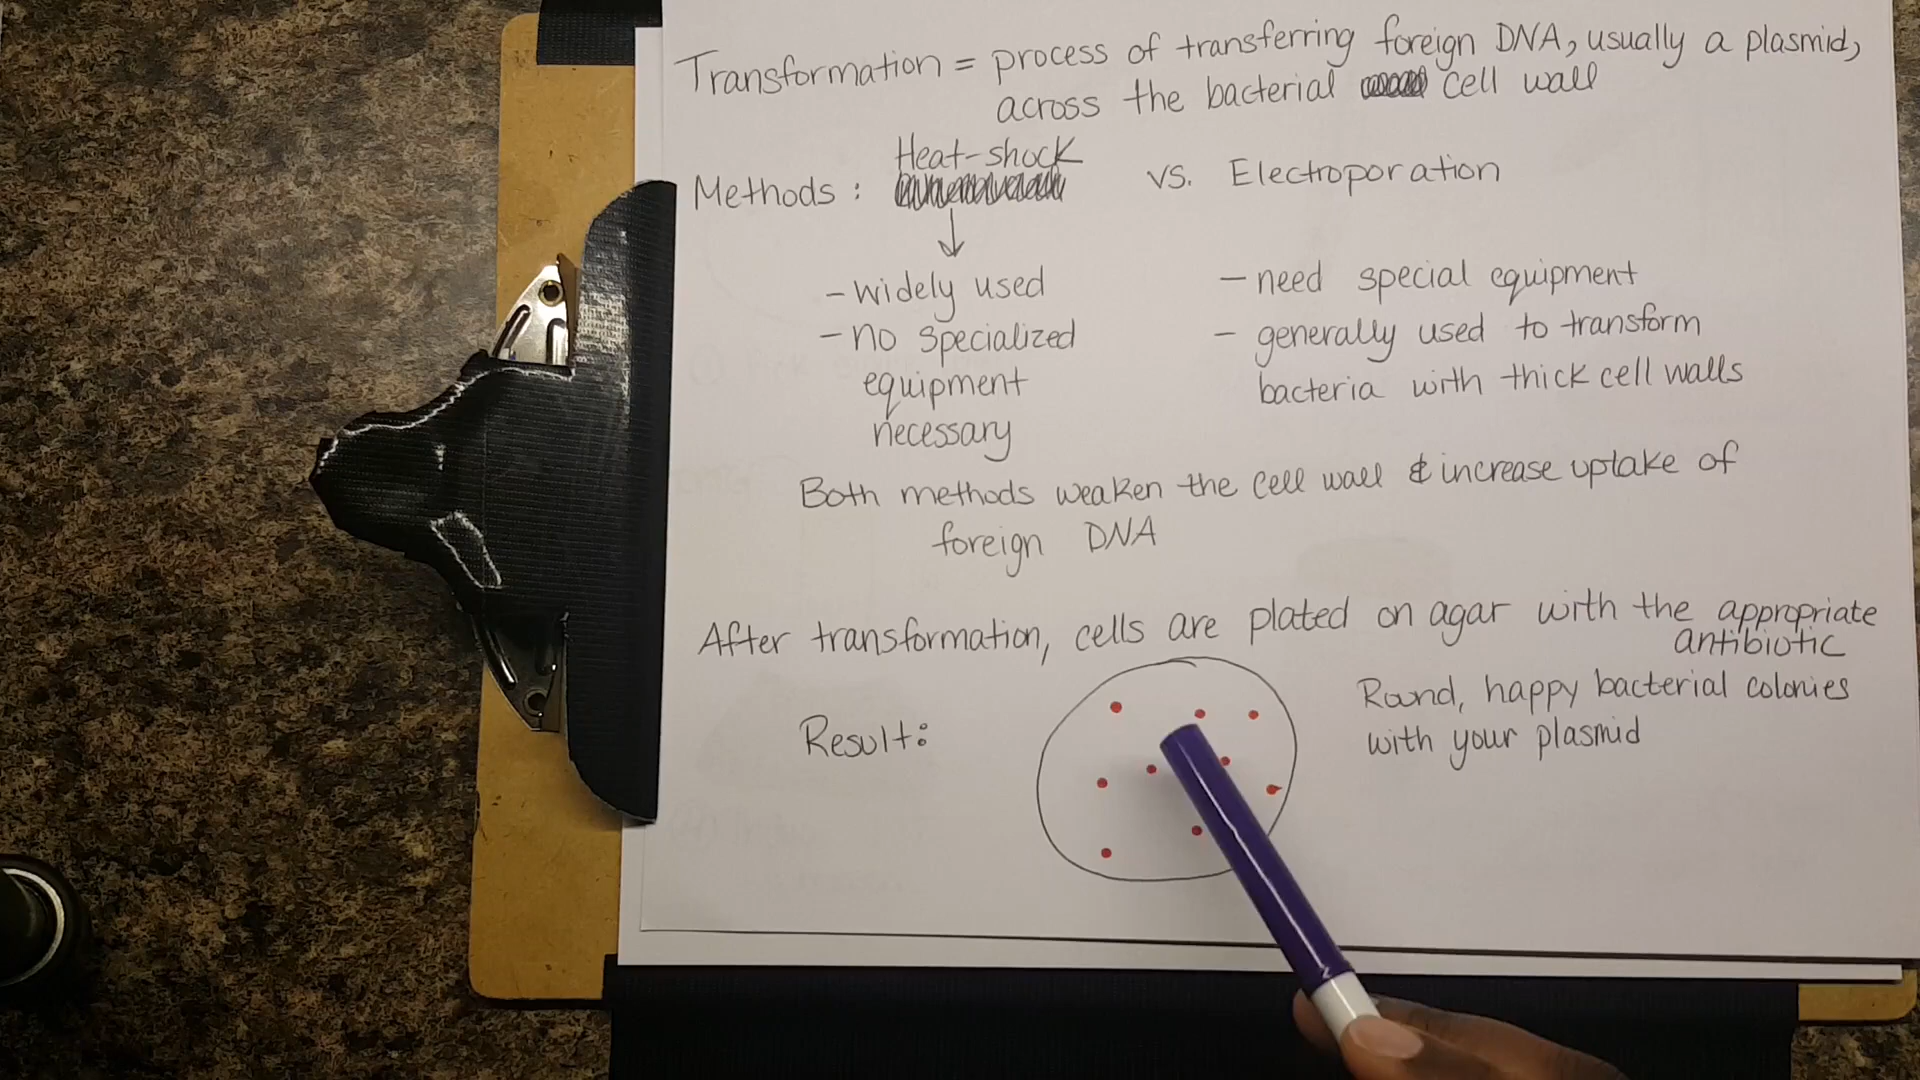 Transformation = process of transferring foreign DNA, usually a plasmid,
across the bacterial cell wall
Methods: Heat-shock vs. Electroporation
- widely used
- no specialized
equipment
necessary
- need special equipment
- generally used to transform
bacteria with thick cell walls
Both methods weaken the cell wall & increase uptake of
foreign DNA
After transformation, cells are plated on agar with the appropriate
antibiotic
Result:
Round, happy bacterial colonies
with your plasmid